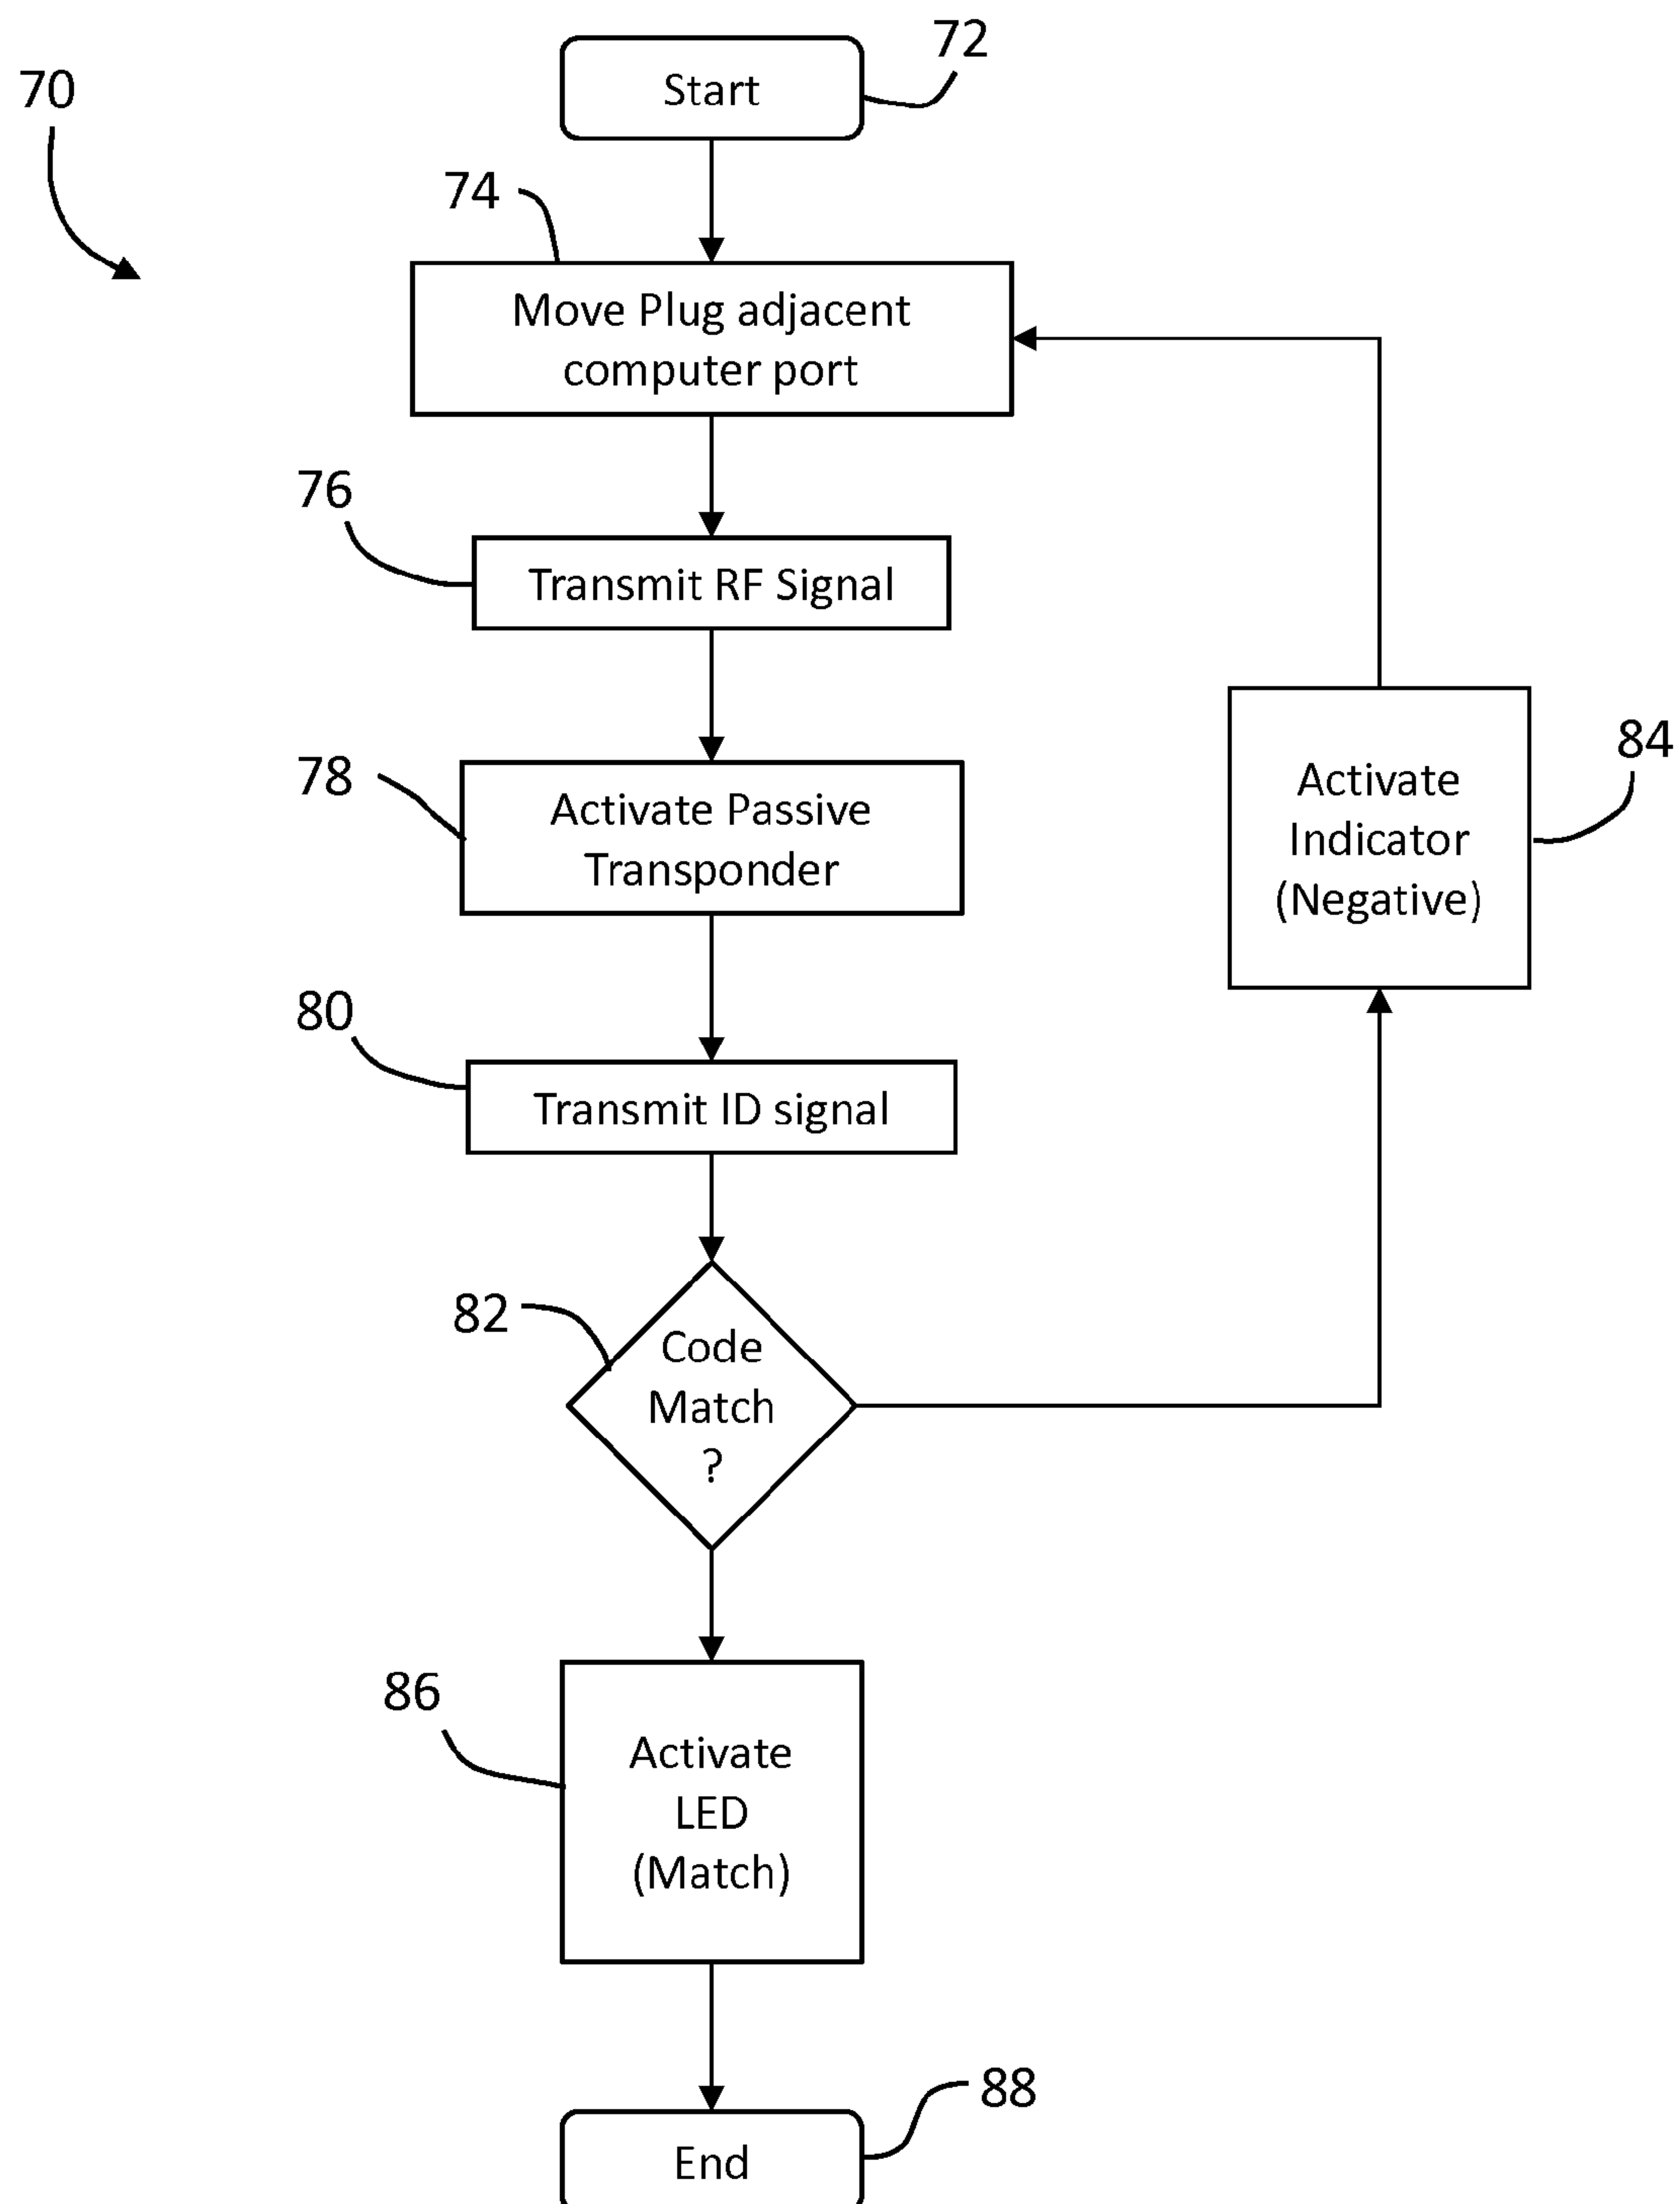 72
Start
70
74
Move Plug adjacent
computer port
76
Transmit RF Signal
78
Activate Passive
Transponder
84
Activate
Indicator
(Negative)
80
Transmit ID signal
82
Code
Match
?
86
Activate
LED
(Match)
88
End